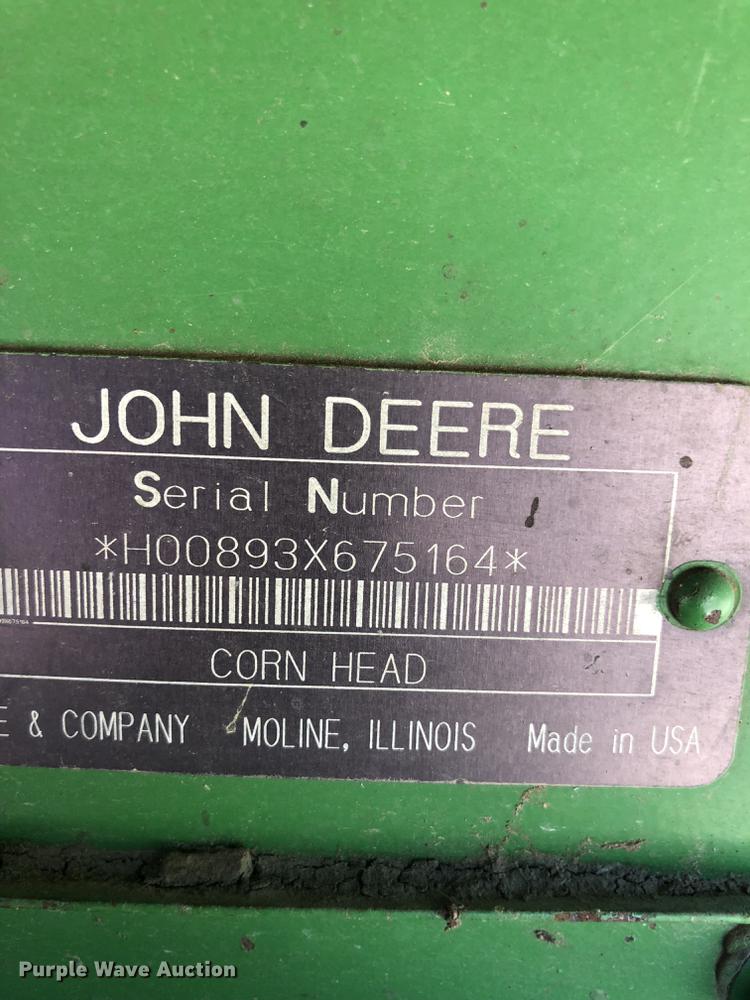 JOHN DEERE
Serial Number
*H00893X675164*
CORN HEAD
E & COMPANY MOLINE, ILLINOIS Made in USA
Purple Wave Auction